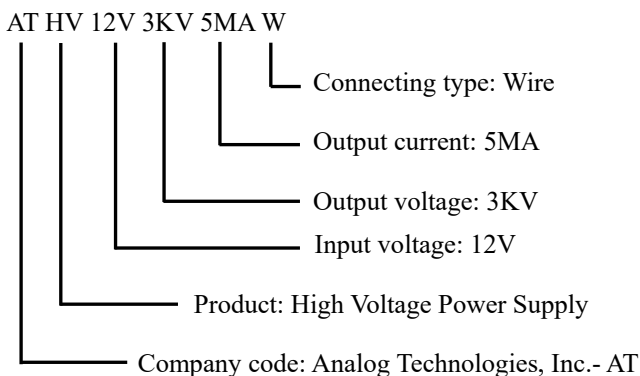 AT HV 12V 3KV 5MA W
Connecting type: Wire
Output current: 5MA
Output voltage: 3KV
Input voltage: 12V
Product: High Voltage Power Supply
Company code: Analog Technologies, Inc.- AT